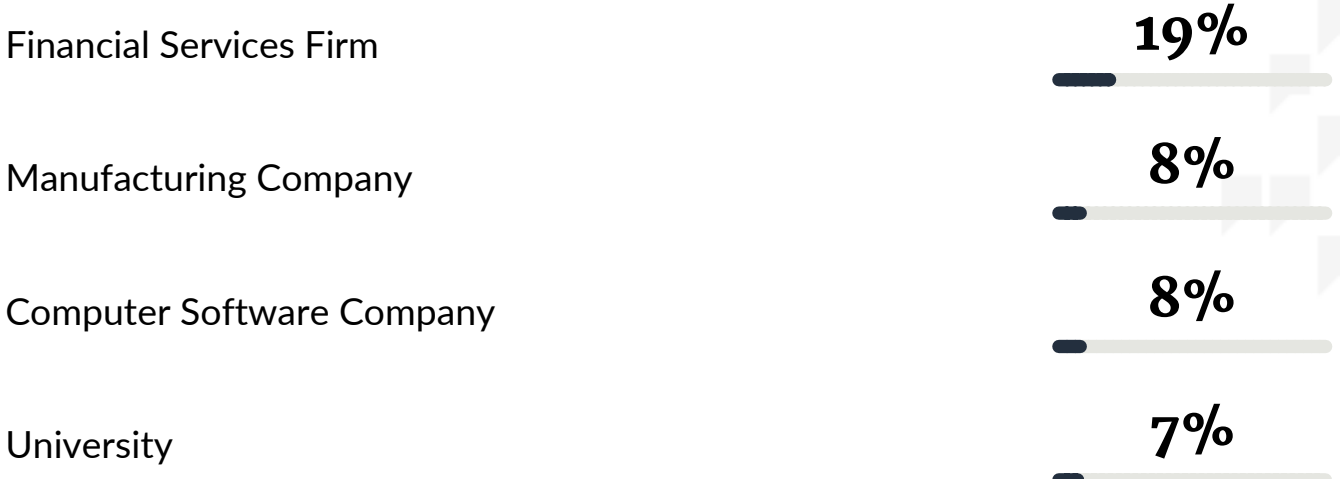 Financial Services Firm 19%
Manufacturing Company 8%
Computer Software Company 8%
University 7%